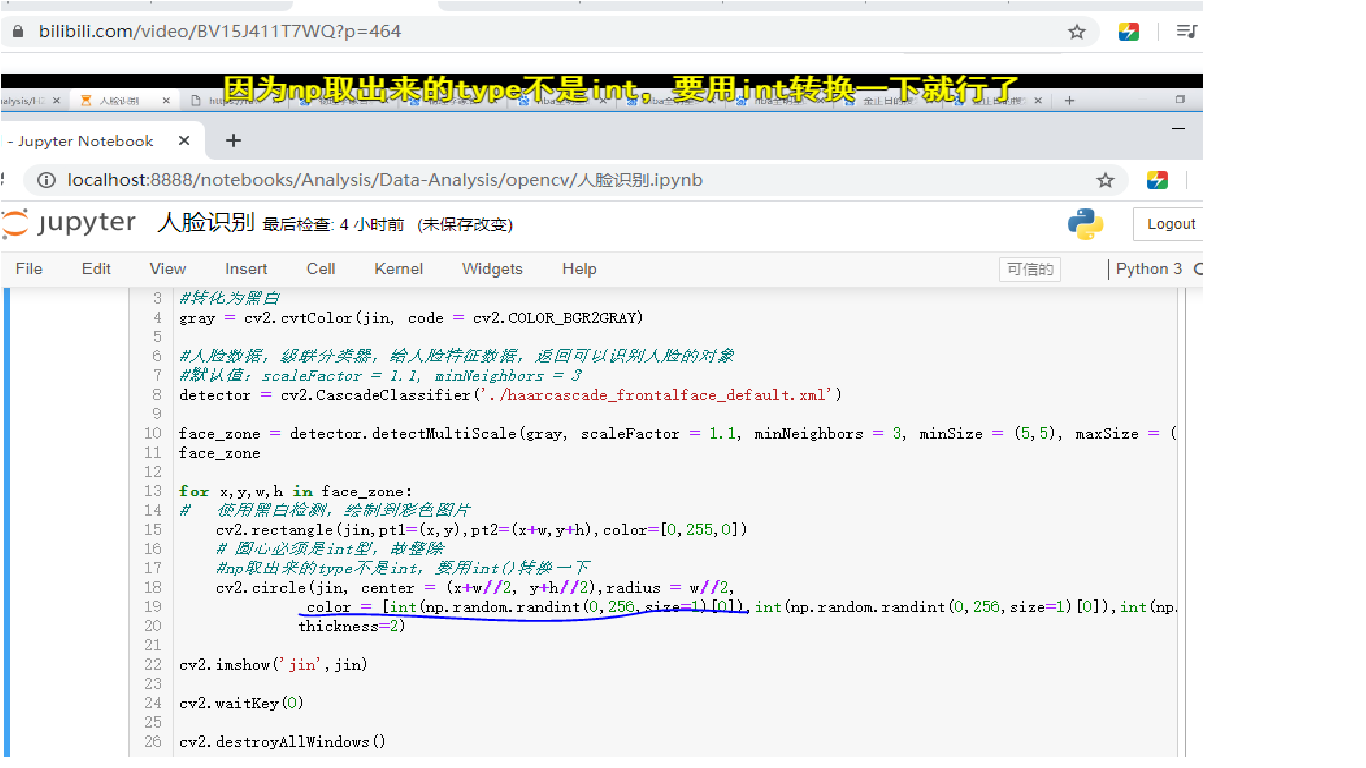 bilibili.com/video/BV15J411T7WQ?p=464
因为np取出来的type不是int，要用int转换一下就行了
人脸识别
- Jupyter Notebook
localhost:8888/notebooks/Analysis/Data-Analysis/opencv/人脸识别.ipynb
jupyter 人脸识别 最后检查: 4 小时前 (未保存改变)
Logout
File Edit View Insert Cell Kernel Widgets Help 可信的 Python 3
3 #转化为黑白
4 gray = cv2.cvtColor(jin, code = cv2.COLOR_BGR2GRAY)
5
6 #人脸数据，级联分类器，给人脸特征数据，返回可以识别人脸的对象
7 #默认值：scaleFactor = 1.1, minNeighbors = 3
8 detector = cv2.CascadeClassifier('./haarcascade_frontalface_default.xml')
9
10 face_zone = detector.detectMultiScale(gray, scaleFactor = 1.1, minNeighbors = 3, minSize = (5,5), maxSize = (
11 face_zone
12
13 for x,y,w,h in face_zone:
14 # 使用黑白检测，绘制到彩色图片
15 cv2.rectangle(jin,pt1=(x,y),pt2=(x+w,y+h),color=[0,255,0])
16 # 圆心必须是int型，故整除
17 #np取出来的type不是int，要用int()转换一下
18 cv2.circle(jin, center = (x+w//2, y+h//2),radius = w//2,
19 color = [int(np.random.randint(0,256,size=1)[0]),int(np.random.randint(0,256,size=1)[0]),int(np.
20 thickness=2)
21
22 cv2.imshow('jin',jin)
23
24 cv2.waitKey(0)
25
26 cv2.destroyAllWindows()